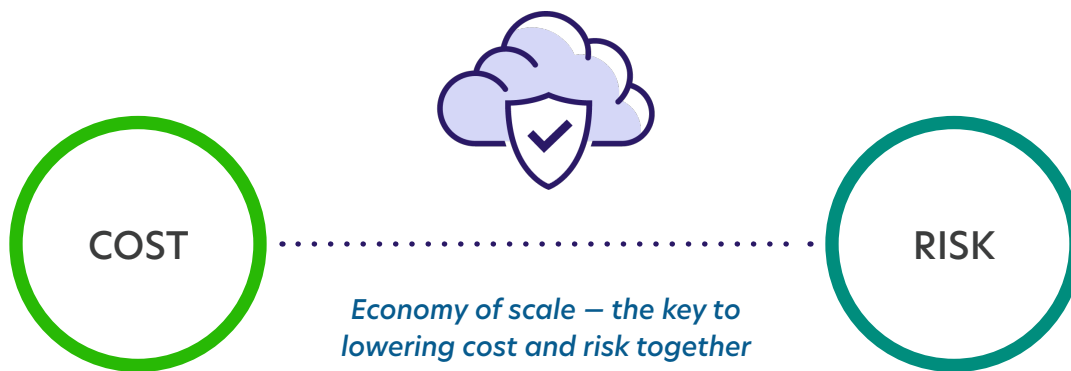 COST
RISK
Economy of scale – the key to
lowering cost and risk together